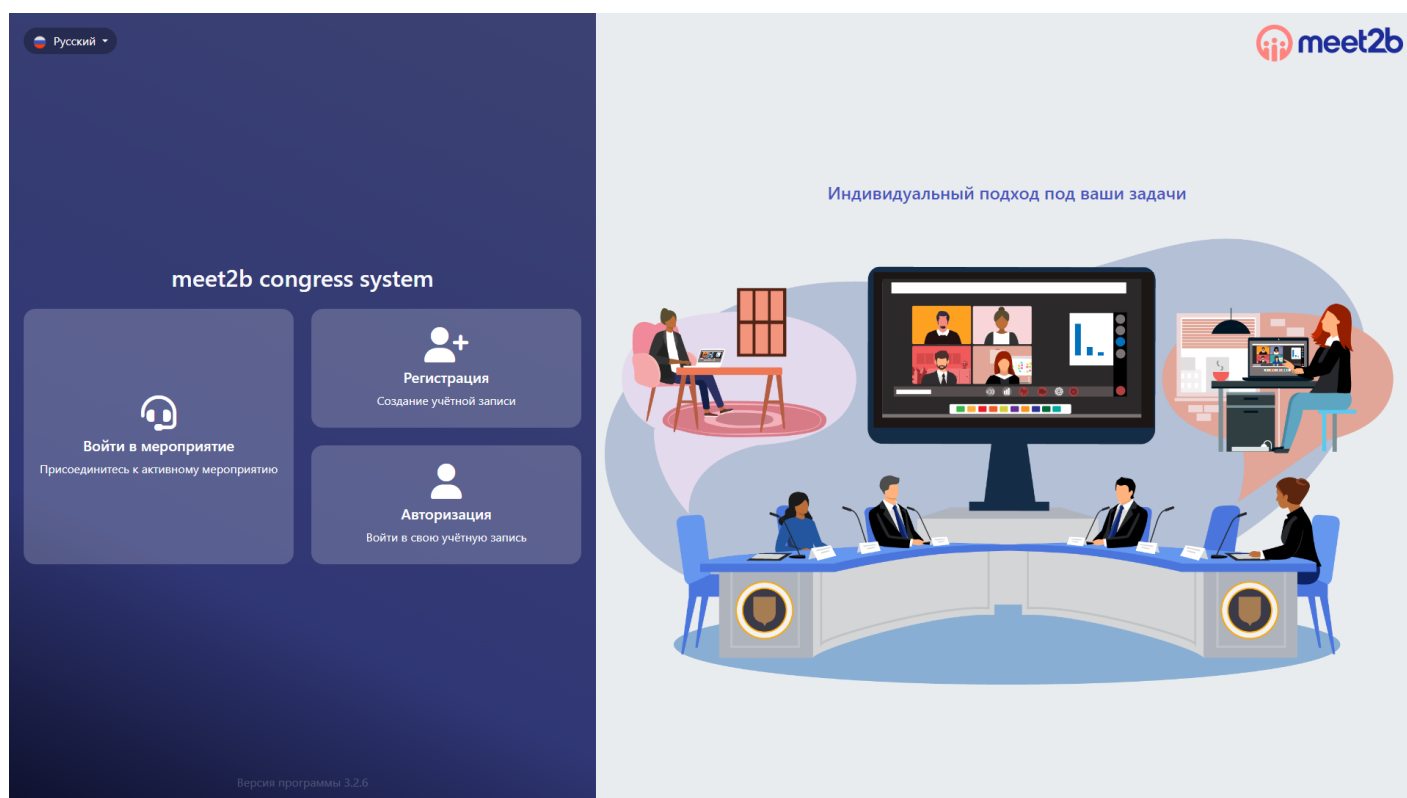 Русский
meet2b
Индивидуальный подход под ваши задачи
meet2b congress system
Войти в мероприятие
Присоединитесь к активному мероприятию
Регистрация
Создание учётной записи
Авторизация
Войти в свою учётную запись
Версия программы 3.2.6